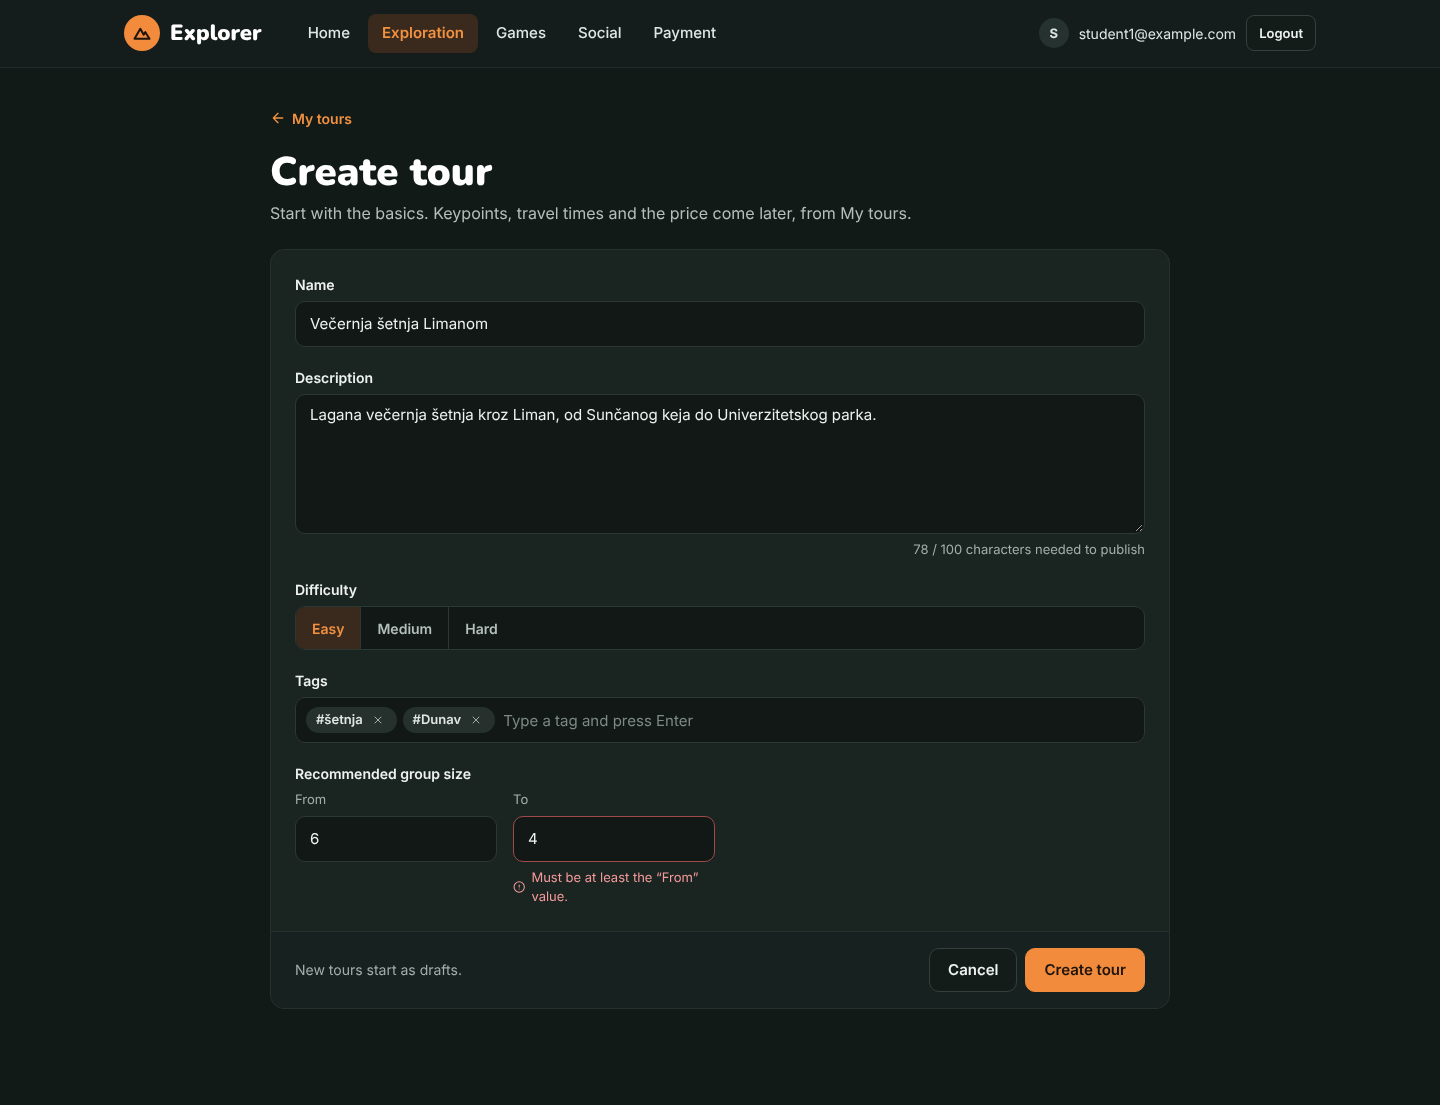 Explorer
Home
Exploration
Games
Social
Payment
S
student1@example.com
Logout
My tours
Create tour
Start with the basics. Keypoints, travel times and the price come later, from My tours.
Name
Večernja šetnja Limanom
Description
Lagana večernja šetnja kroz Liman, od Sunčanog keja do Univerzitetskog parka.
78 / 100 characters needed to publish
Difficulty
Easy
Medium
Hard
Tags
#šetnja
#Dunav
Type a tag and press Enter
Recommended group size
From
To
6
4
Must be at least the “From”
value.
New tours start as drafts.
Cancel
Create tour